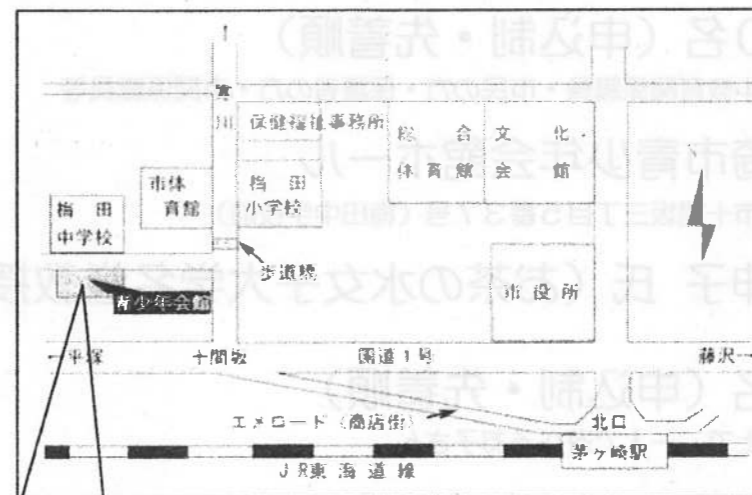 ↑
寒
川
保健福祉事務所
総合
体育館
文化
会館
市体
育館
梅田
小学校
梅田
中学校
歩道橋
青少年会館
市役所
←平塚
十間坂
国道1号
藤沢→
エメロード（商店街）
北口
茅ヶ崎駅
JR東海道線